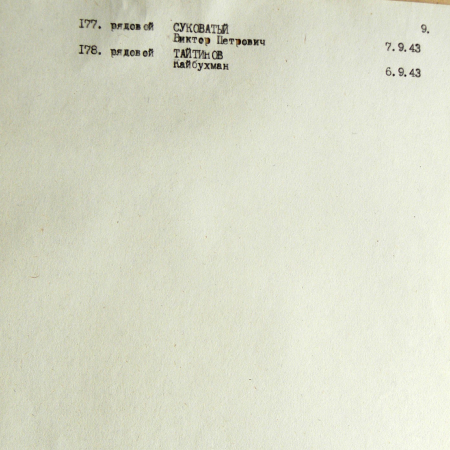 177. рядовой СУКОВАТЫЙ 9.
Виктор Петрович 7.9.43
178. рядовой ТАЙТИНОВ
Кайбухман 6.9.43